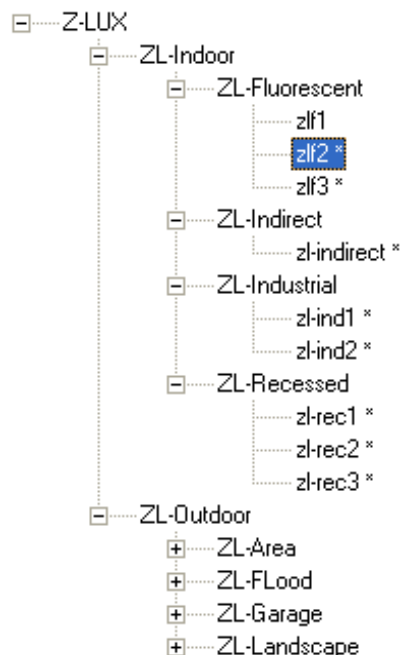 Z-LUX
ZL-Indoor
ZL-Fluorescent
zlf1
zlf2 *
zlf3 *
ZL-Indirect
zl-indirect *
ZL-Industrial
zl-ind1 *
zl-ind2 *
ZL-Recessed
zl-rec1 *
zl-rec2 *
zl-rec3 *
ZL-Outdoor
ZL-Area
ZL-FLood
ZL-Garage
ZL-Landscape